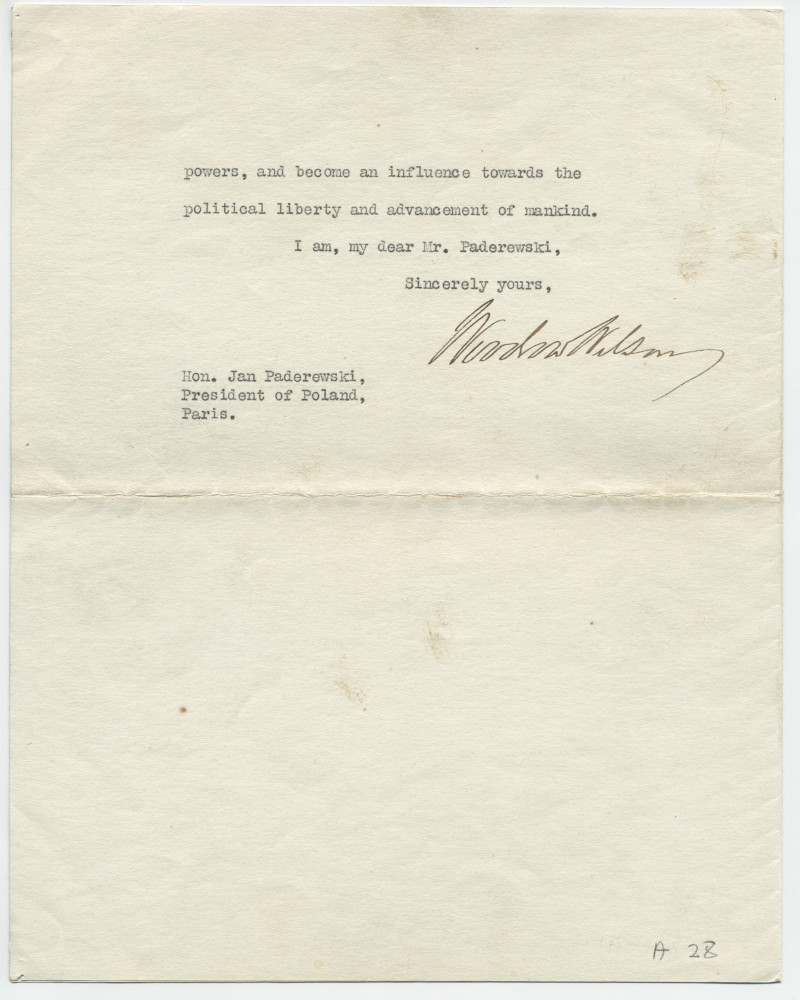 powers, and become an influence towards the
political liberty and advancement of mankind.
I am, my dear Mr. Paderewski,
Sincerely yours,
Woodrow Wilson
Hon. Jan Paderewski,
President of Poland,
Paris.
A 28